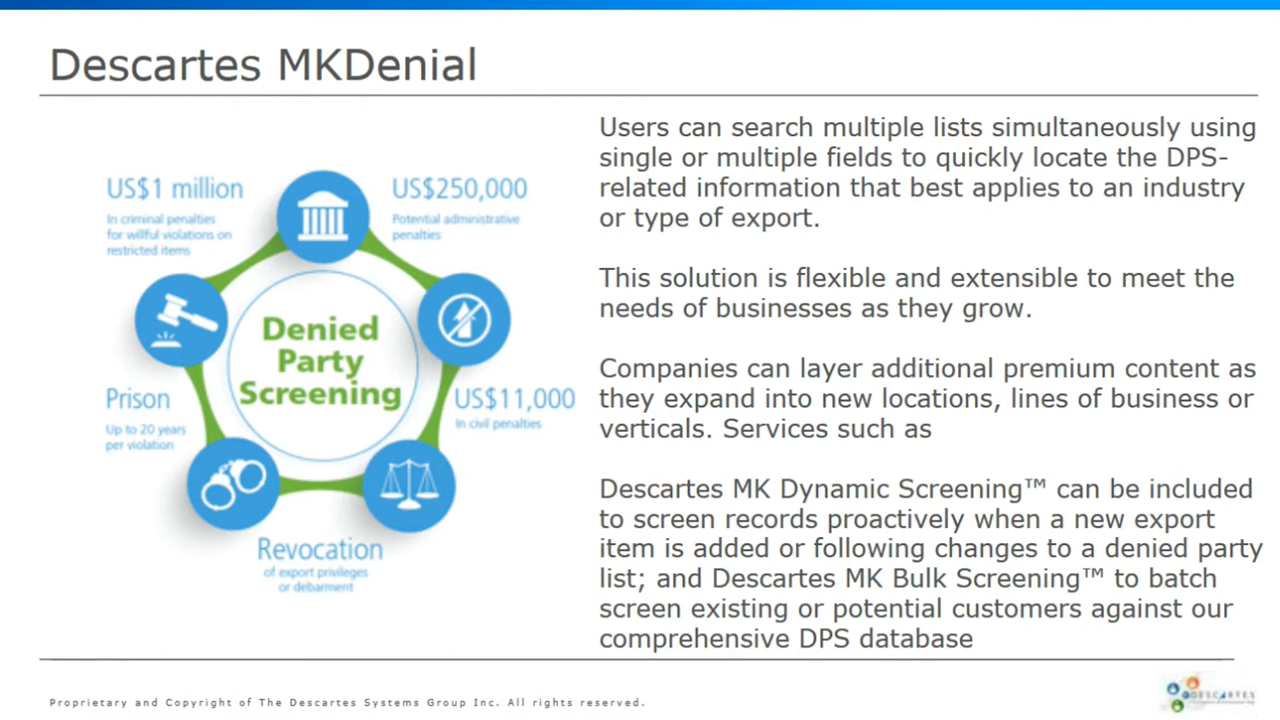 Descartes MKDenial
US$1 million
In criminal penalties
for willful violations on
restricted items
US$250,000
Potential administrative
penalties
Denied
Party
Screening
Prison
Up to 20 years
per violation
US$11,000
In civil penalties
Revocation
of export privileges
or debarment
Users can search multiple lists simultaneously using
single or multiple fields to quickly locate the DPS-
related information that best applies to an industry
or type of export.
This solution is flexible and extensible to meet the
needs of businesses as they grow.
Companies can layer additional premium content as
they expand into new locations, lines of business or
verticals. Services such as
Descartes MK Dynamic Screening™ can be included
to screen records proactively when a new export
item is added or following changes to a denied party
list; and Descartes MK Bulk Screening™ to batch
screen existing or potential customers against our
comprehensive DPS database
Proprietary and Copyright of The Descartes Systems Group Inc. All rights reserved.
DESCARTES